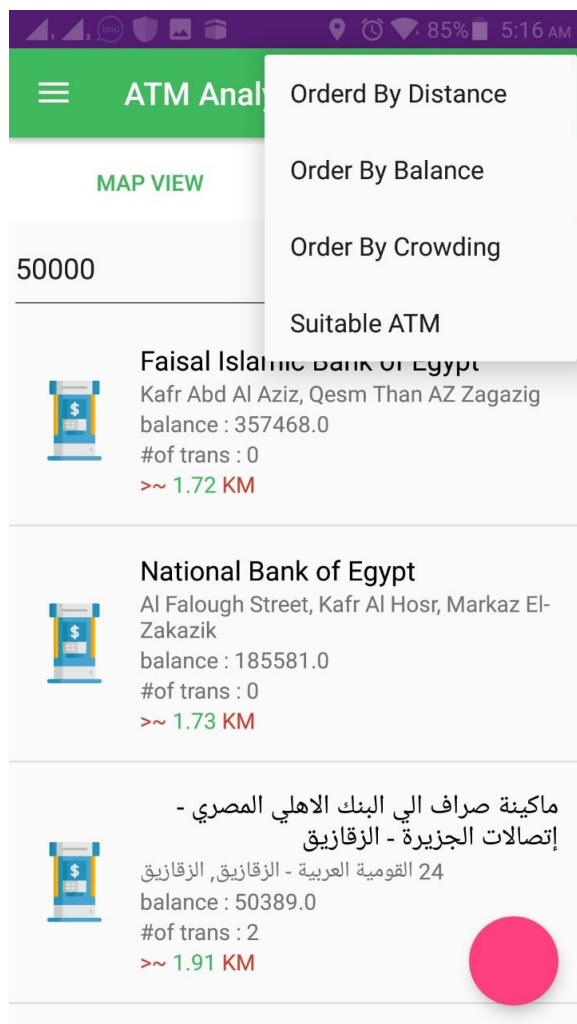 imo 85% 5:16 AM
ATM Anal
Orderd By Distance
MAP VIEW
Order By Balance
Order By Crowding
50000
Suitable ATM
Faisal Islamic Bank of Egypt
Kafr Abd Al Aziz, Qesm Than AZ Zagazig
balance : 357468.0
#of trans : 0
>~ 1.72 KM
National Bank of Egypt
Al Falough Street, Kafr Al Hosr, Markaz El-
Zakazik
balance : 185581.0
#of trans : 0
>~ 1.73 KM
ماكينة صراف الي البنك الاهلي المصري -
إتصالات الجزيرة - الزقازيق
24 القومية العربية - الزقازيق, الزقازيق
balance : 50389.0
#of trans : 2
>~ 1.91 KM